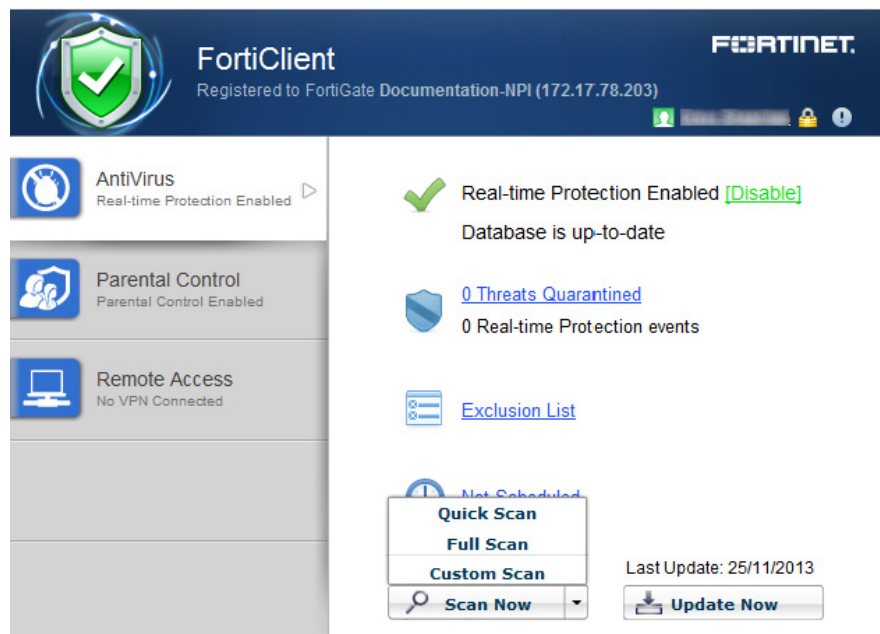 FortiClient
FORTINET.
Registered to FortiGate Documentation-NPI (172.17.78.203)
AntiVirus
Real-time Protection Enabled
Parental Control
Parental Control Enabled
Remote Access
No VPN Connected
Real-time Protection Enabled [Disable]
Database is up-to-date
0 Threats Quarantined
0 Real-time Protection events
Exclusion List
Not Scheduled
Quick Scan
Full Scan
Custom Scan
Scan Now
Last Update: 25/11/2013
Update Now